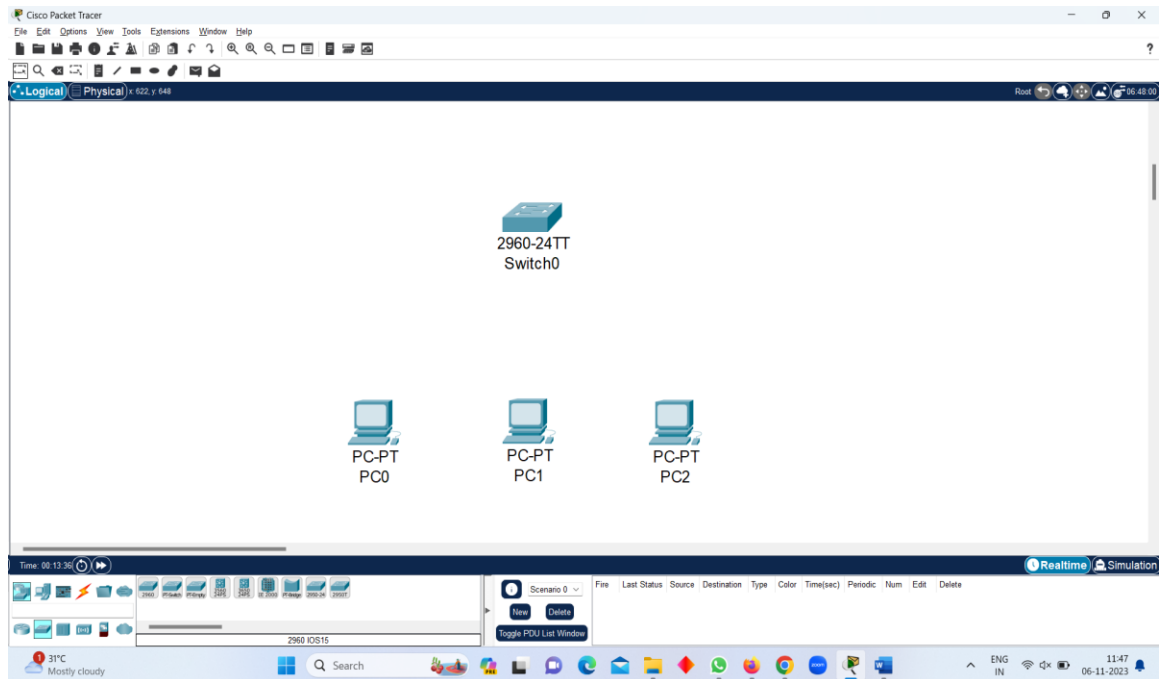 Cisco Packet Tracer
File Edit Options View Tools Extensions Window Help
?
Logical Physical x: 622, y: 648 Root 06:48:00
2960-24TT
Switch0
PC-PT
PC0
PC-PT
PC1
PC-PT
PC2
Time: 00:13:36 Realtime Simulation
Scenario 0 Fire Last Status Source Destination Type Color Time(sec) Periodic Num Edit Delete
New Delete
Toggle PDU List Window
2960 IOS15
1 31°C
Mostly cloudy
Search
zoom
ENG
IN
11:47
06-11-2023